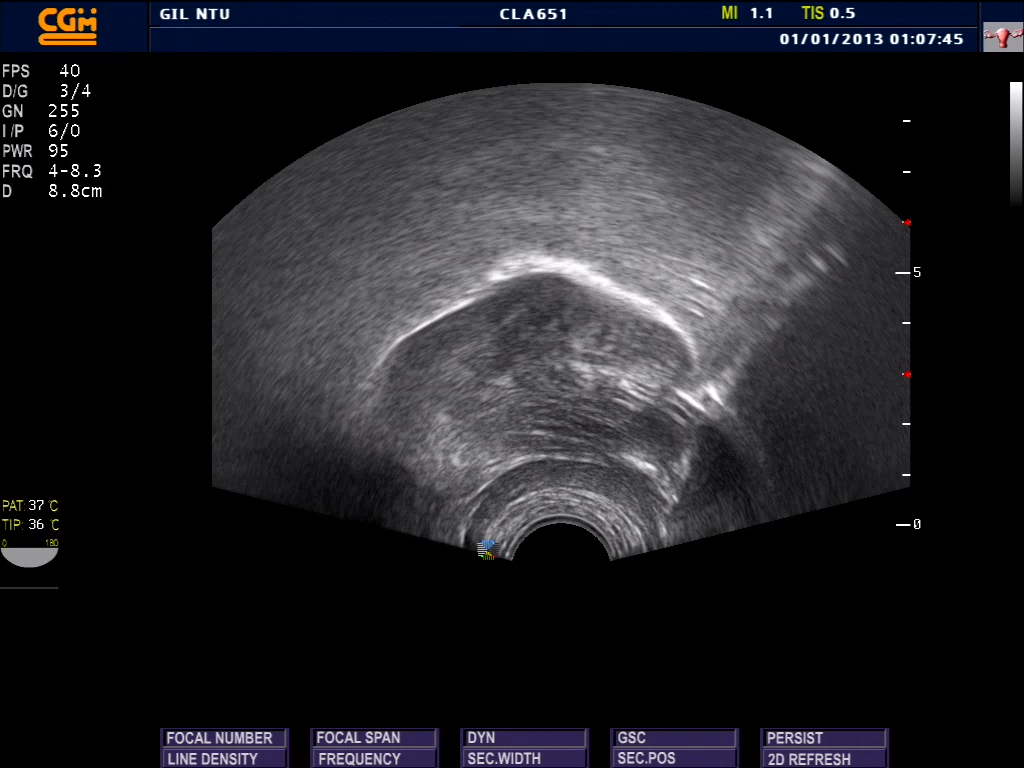 CGM
GIL NTU CLA651 MI 1.1 TIS 0.5
01/01/2013 01:07:45
FPS 40
D/G 3/4
GN 255
I/P 6/0
PWR 95
FRQ 4-8.3
D 8.8cm
5
PAT: 37 °C
TIP: 36 °C
0 180
0
FOCAL NUMBER FOCAL SPAN DYN GSC PERSIST
LINE DENSITY FREQUENCY SEC.WIDTH SEC.POS 2D REFRESH